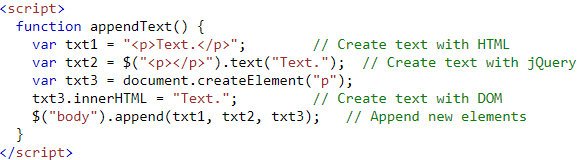 <script>
  function appendText() {
    var txt1 = "<p>Text.</p>";         // Create text with HTML
    var txt2 = $("<p></p>").text("Text.");  // Create text with jQuery
    var txt3 = document.createElement("p");
    txt3.innerHTML = "Text.";          // Create text with DOM
    $("body").append(txt1, txt2, txt3);   // Append new elements
  }
</script>